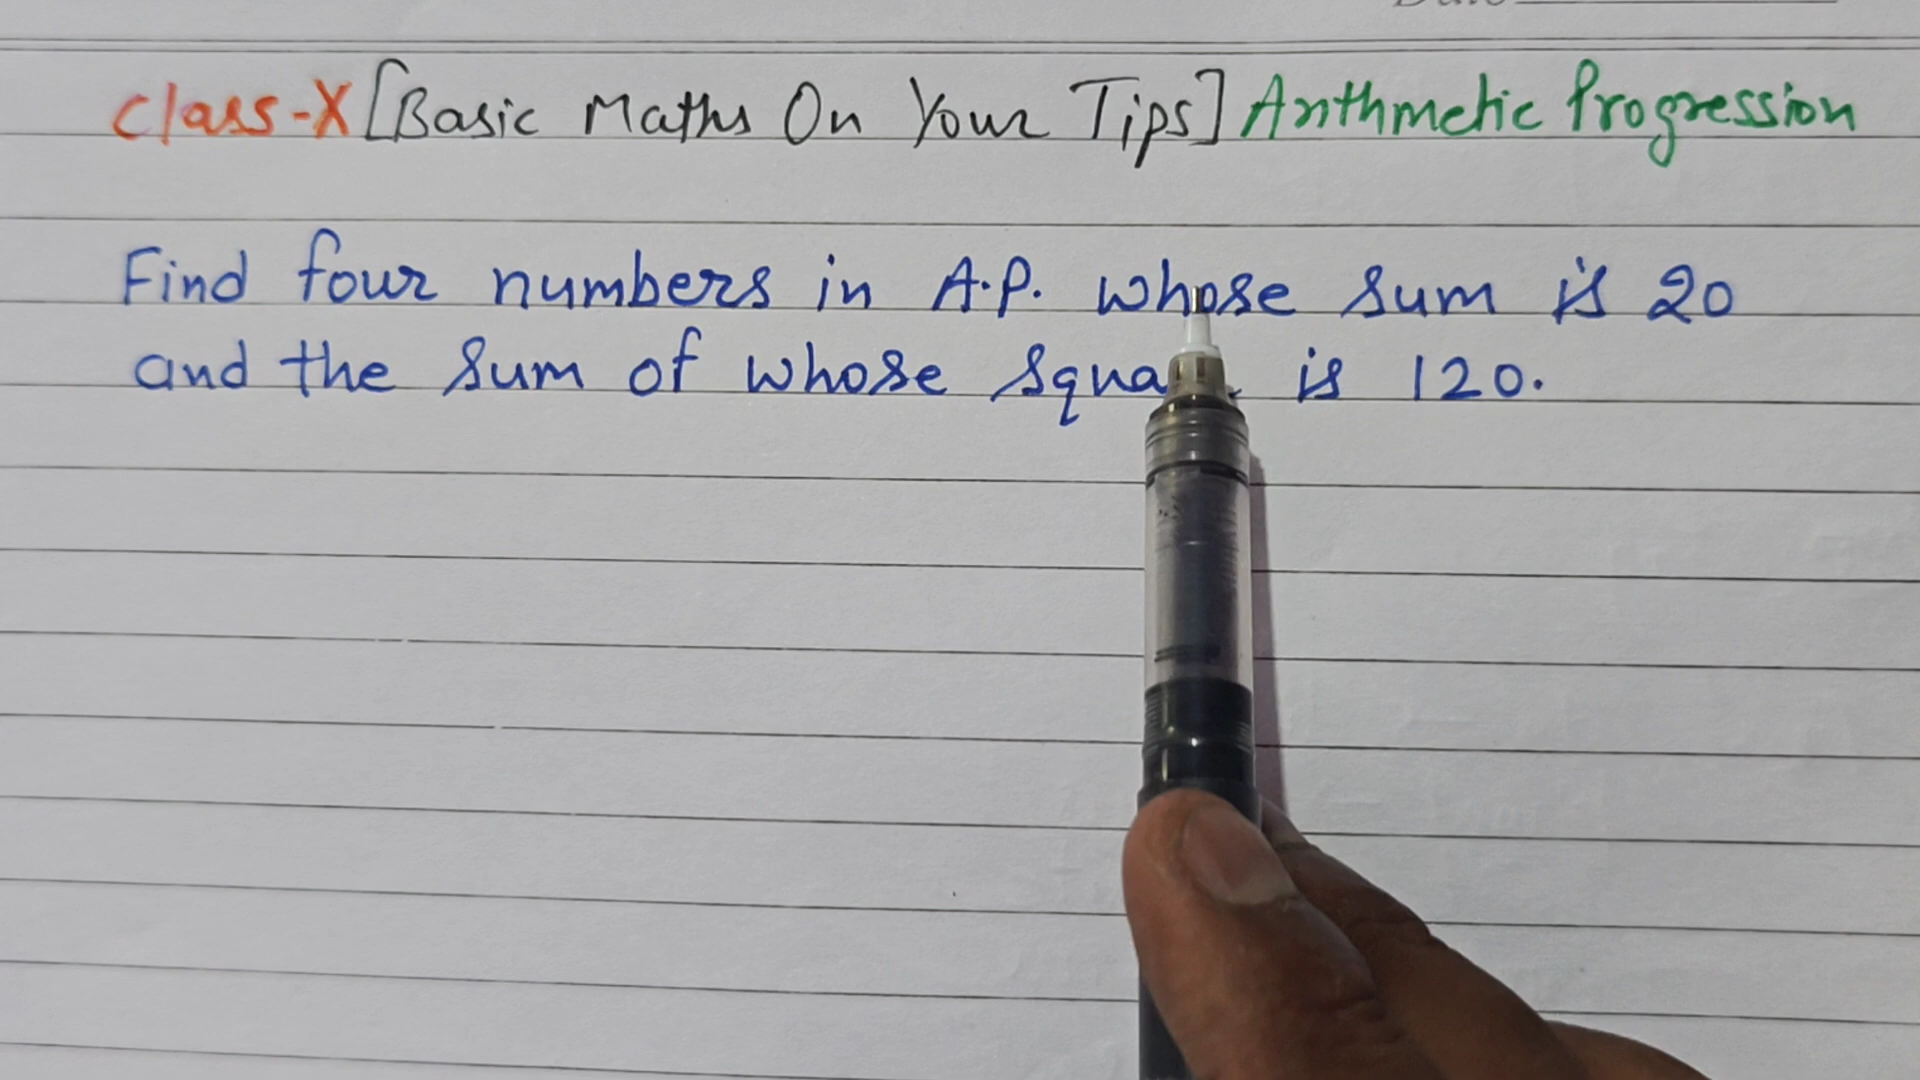 Class-X [Basic Maths On Your Tips] Arithmetic Progression
Find four numbers in A.P. whose sum is 20
and the sum of whose is 120.